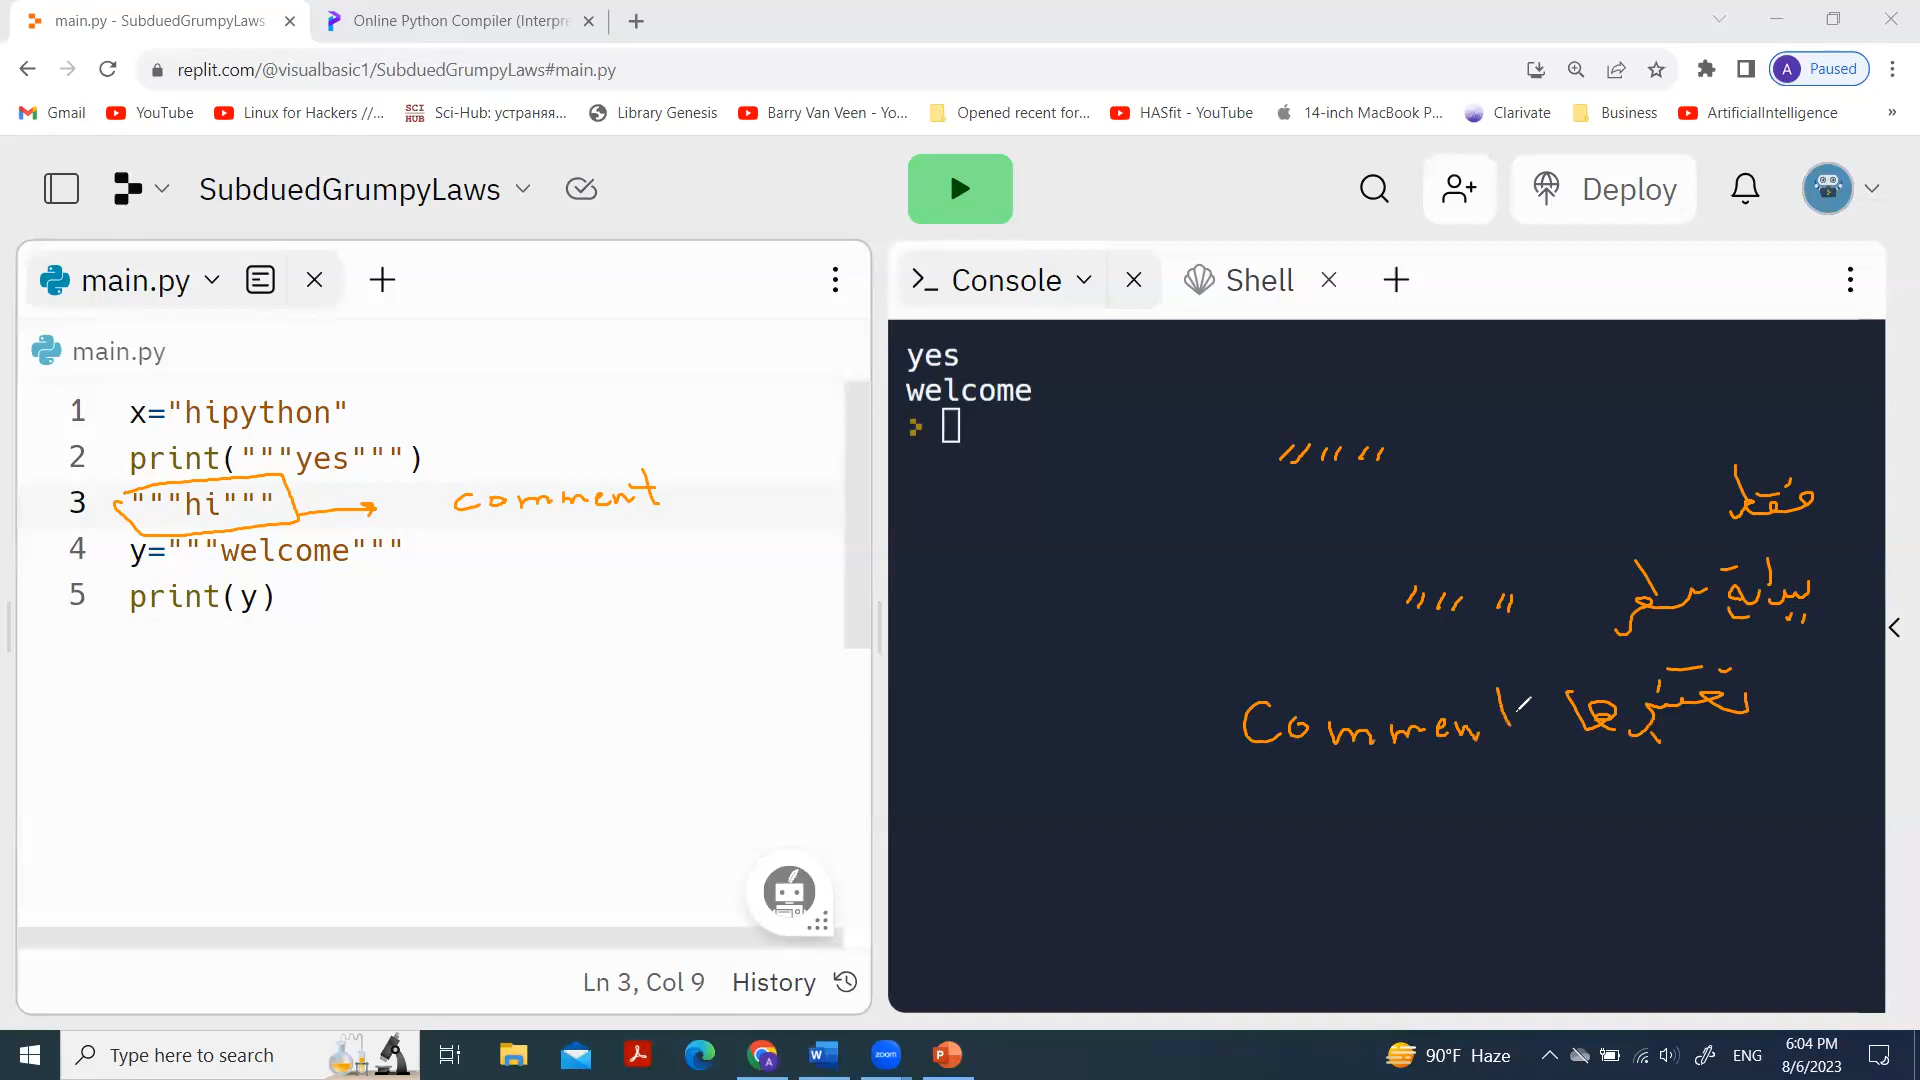 main.py - SubduedGrumpyLaws
Online Python Compiler (Interpre
replit.com/@visualbasic1/SubduedGrumpyLaws#main.py
A Paused
Gmail YouTube Linux for Hackers //... SCI HUB Sci-Hub: устраняя... Library Genesis Barry Van Veen - Yo... Opened recent for... HASfit - YouTube 14-inch MacBook P... Clarivate Business ArtificialIntelligence »
SubduedGrumpyLaws
Deploy
main.py
main.py
1 x="hipython"
2 print("""yes""")
3 """hi"""
comment
4 y="""welcome"""
5 print(y)
Ln 3, Col 9 History
Console Shell
yes
welcome
" " "
فقط
بداية سطر " " "
تعتبرها Comment
Type here to search
90°F Haze
ENG
6:04 PM
8/6/2023